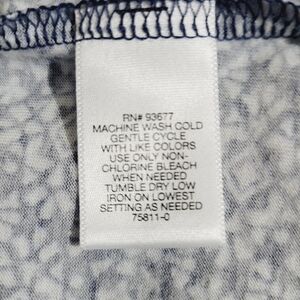 RN# 93677
MACHINE WASH COLD
GENTLE CYCLE
WITH LIKE COLORS
USE ONLY NON-
CHLORINE BLEACH
WHEN NEEDED
TUMBLE DRY LOW
IRON ON LOWEST
SETTING AS NEEDED
75811-0